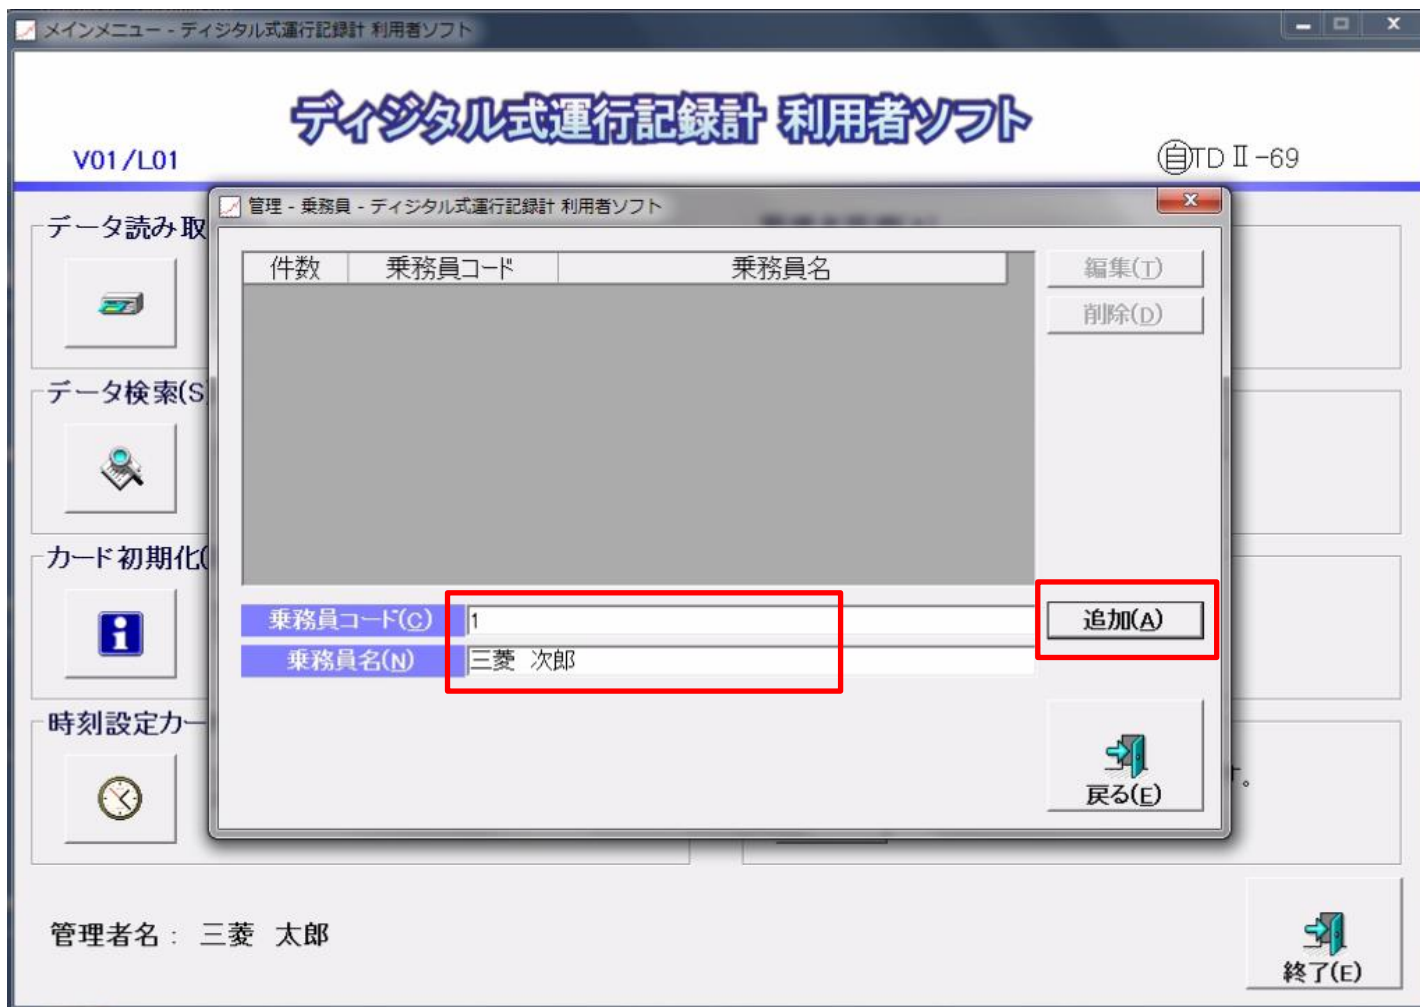 メインメニュー - ディジタル式運行記録計 利用者ソフト
ディジタル式運行記録計 利用者ソフト
V01/L01
㊐TDⅡ-69
管理 - 乗務員 - ディジタル式運行記録計 利用者ソフト
データ読み取
件数 乗務員コード 乗務員名
編集(T)
削除(D)
データ検索(S)
カード初期化(
乗務員コード(C) 1
追加(A)
乗務員名(N) 三菱 次郎
時刻設定カー
戻る(E)
す。
管理者名： 三菱 太郎
終了(E)